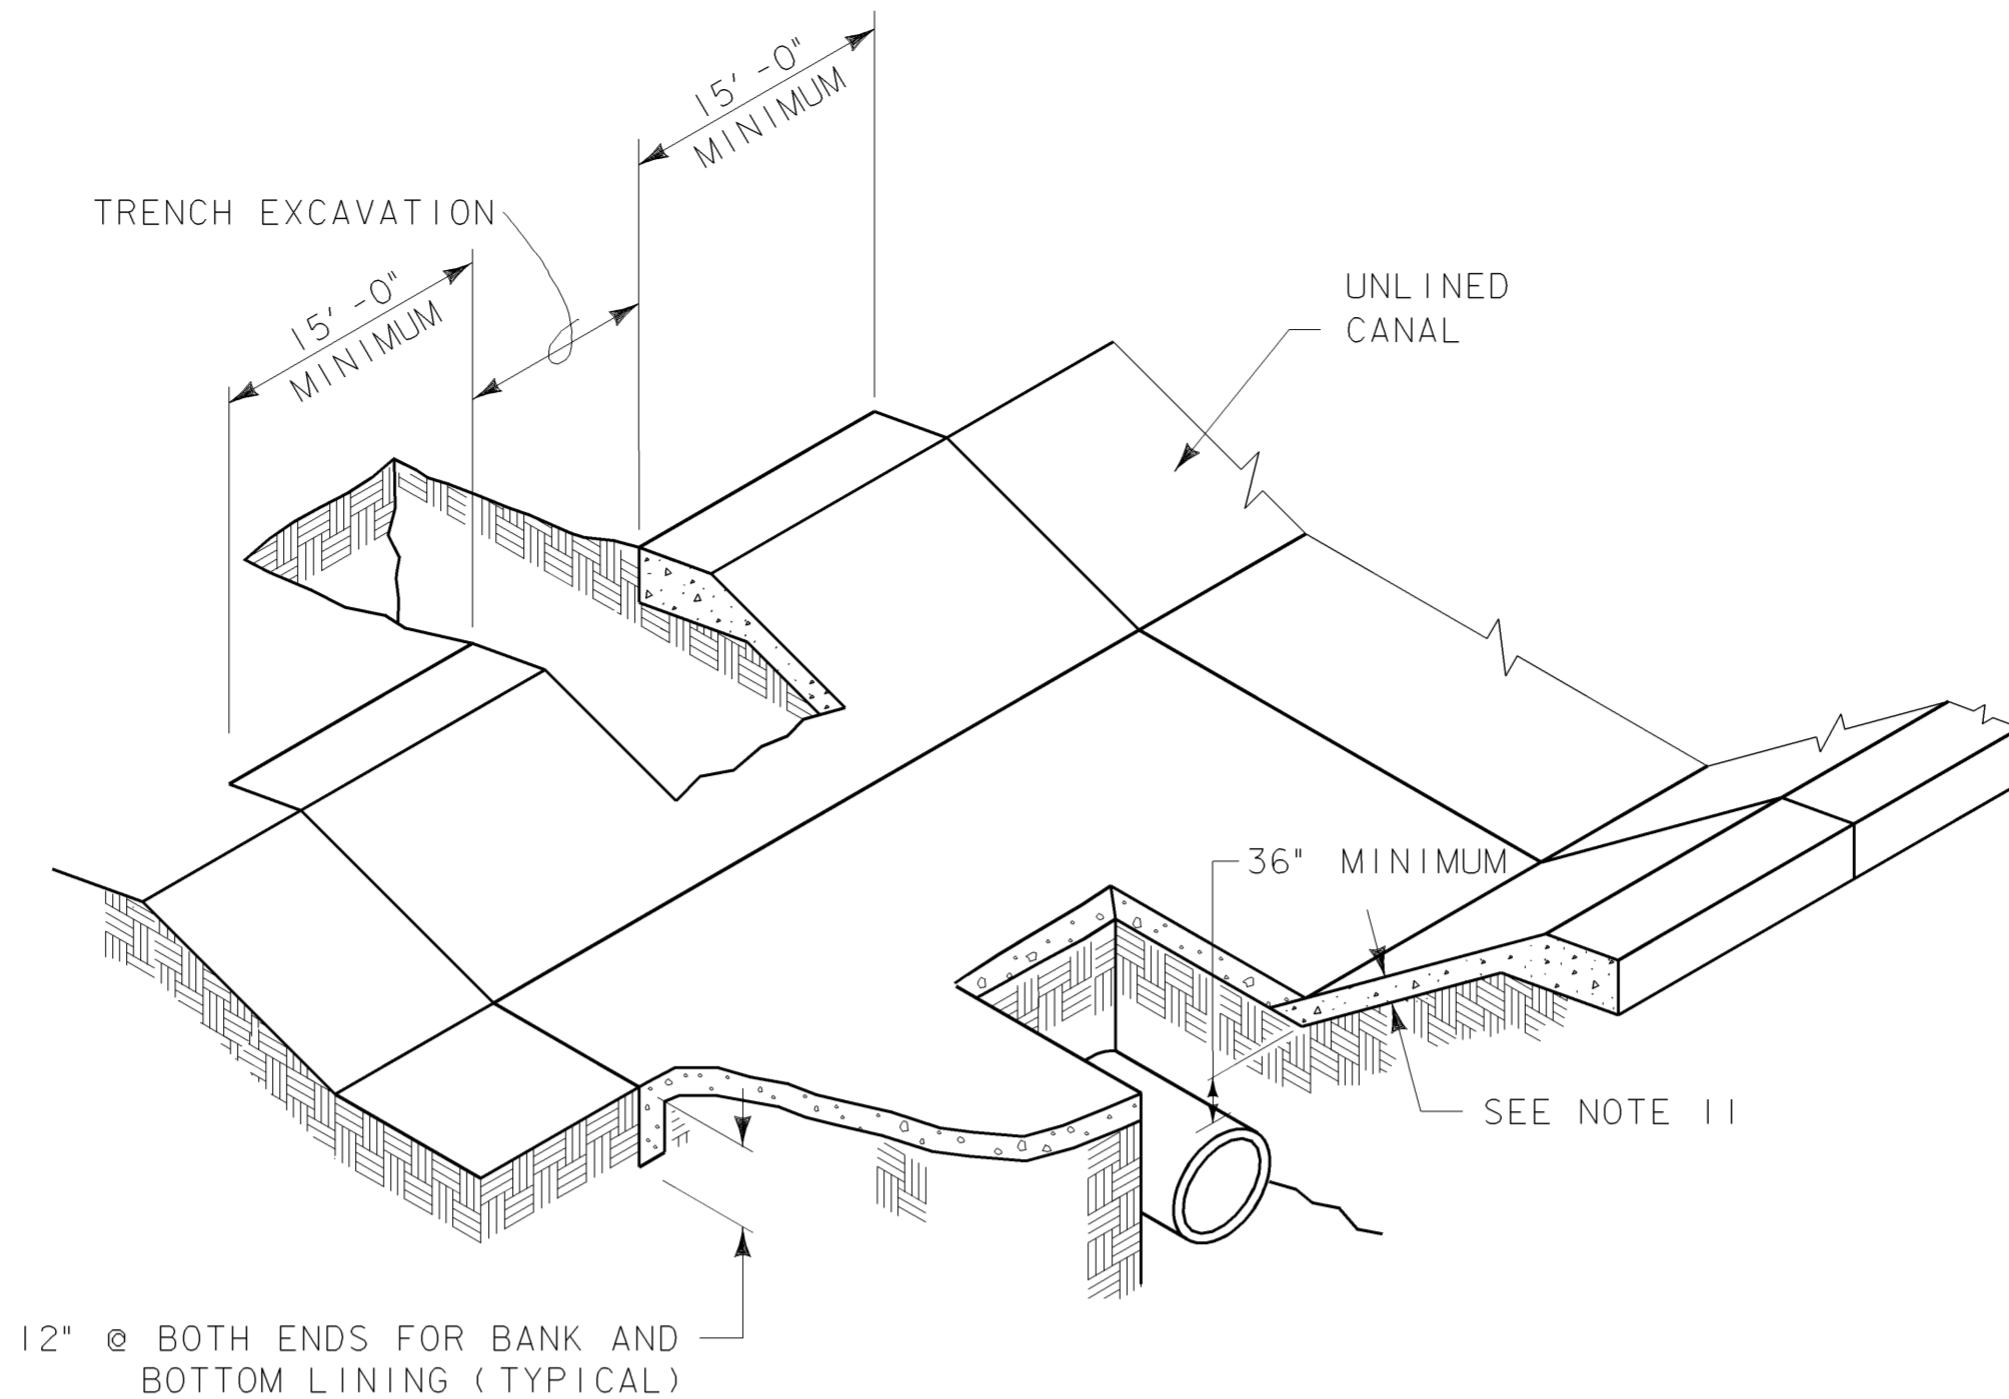 15'-0"
MINIMUM
TRENCH EXCAVATION
15'-0"
MINIMUM
UNLINED
CANAL
36" MINIMUM
SEE NOTE 11
12" @ BOTH ENDS FOR BANK AND
BOTTOM LINING (TYPICAL)